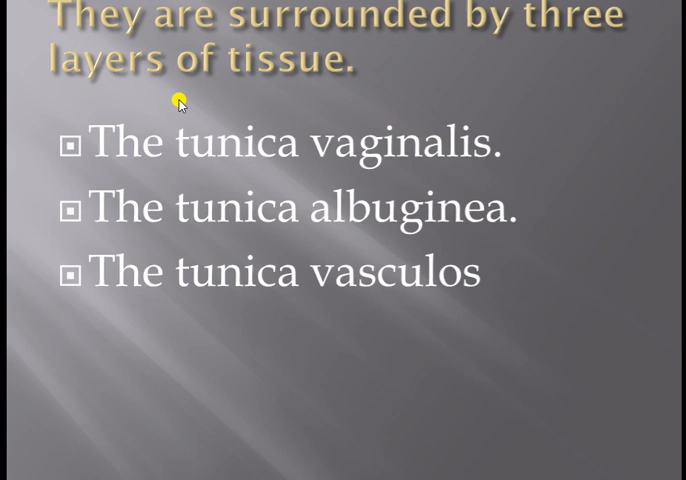 They are surrounded by three
layers of tissue.
The tunica vaginalis.
The tunica albuginea.
The tunica vasculos